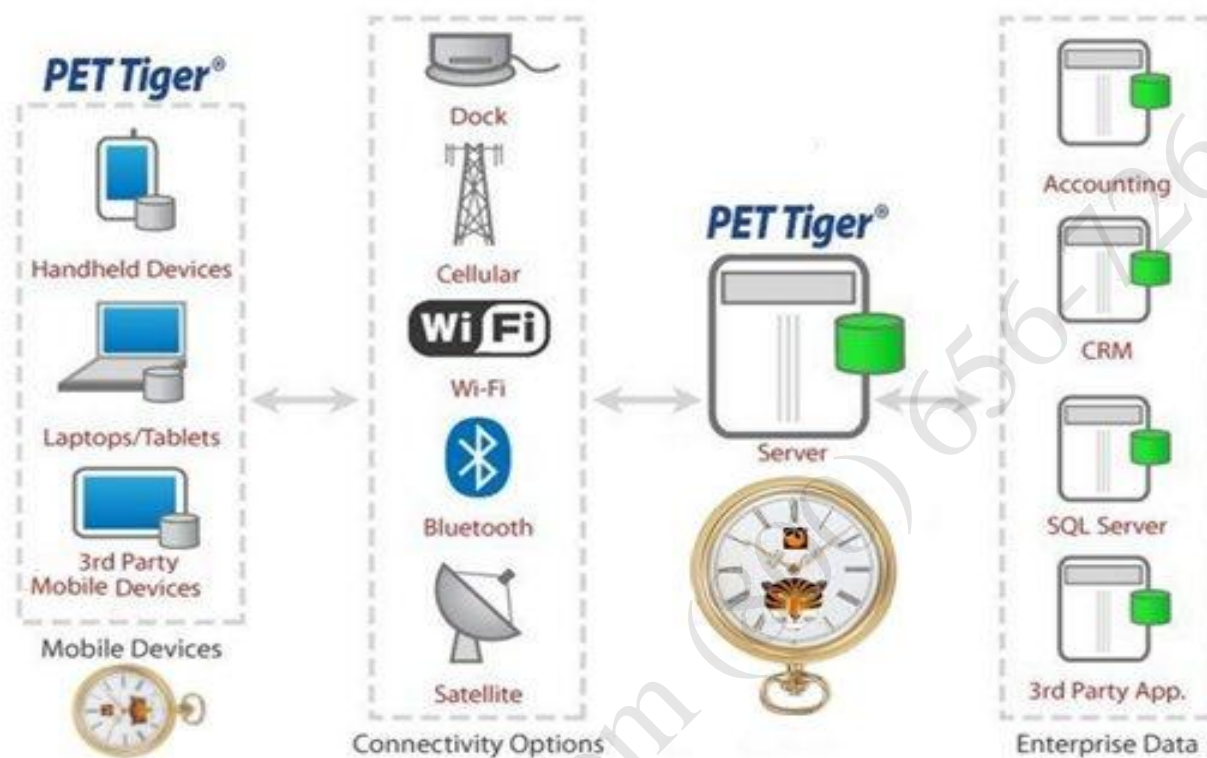 PET Tiger®
Handheld Devices
Laptops/Tablets
3rd Party
Mobile Devices
Mobile Devices
Dock
Cellular
Wi Fi
Wi-Fi
Bluetooth
Satellite
Connectivity Options
PET Tiger®
Server
Accounting
CRM
SQL Server
3rd Party App.
Enterprise Data